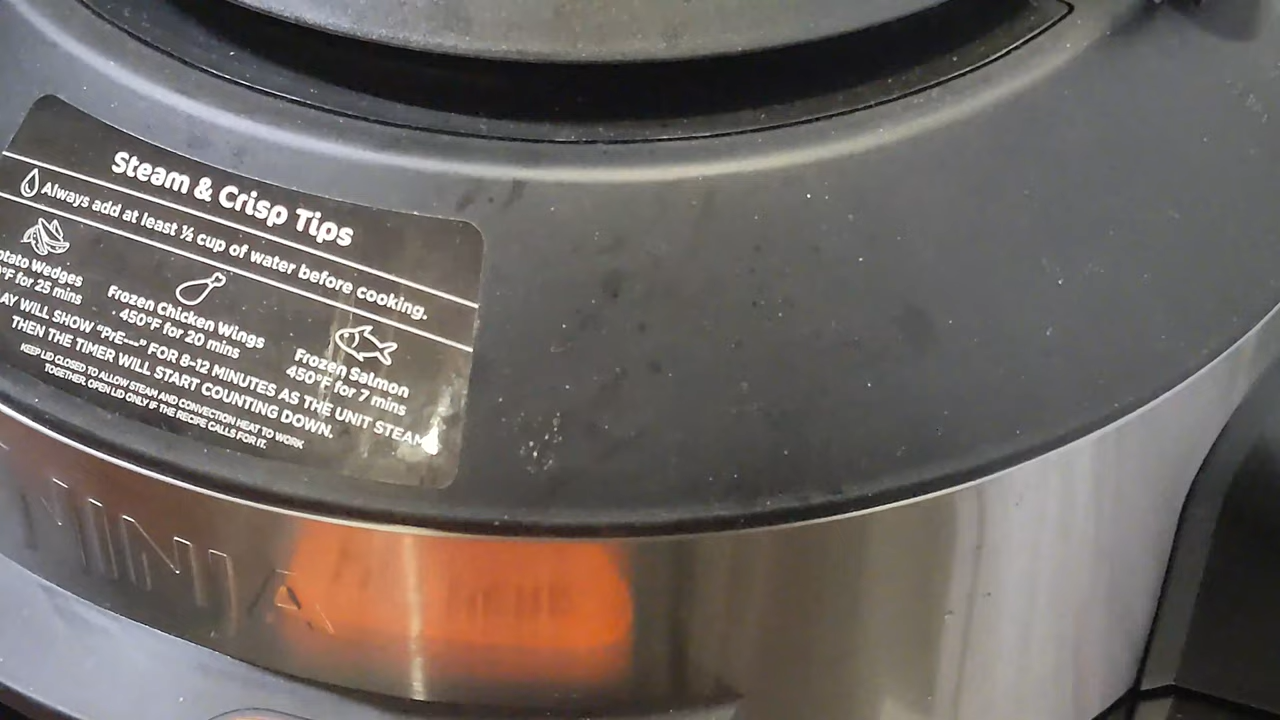 Steam & Crisp Tips
Always add at least ½ cup of water before cooking.
Wedges
°F for 25 mins
Frozen Chicken Wings
450°F for 20 mins
Frozen Salmon
450°F for 7 mins
WILL SHOW “PrE----” FOR 8-12 MINUTES AS THE UNIT STEAMS
THEN THE TIMER WILL START COUNTING DOWN.
KEEP LID CLOSED TO ALLOW STEAM AND CONVECTION HEAT TO WORK
TOGETHER. OPEN LID ONLY IF THE RECIPE CALLS FOR IT.
NINJA